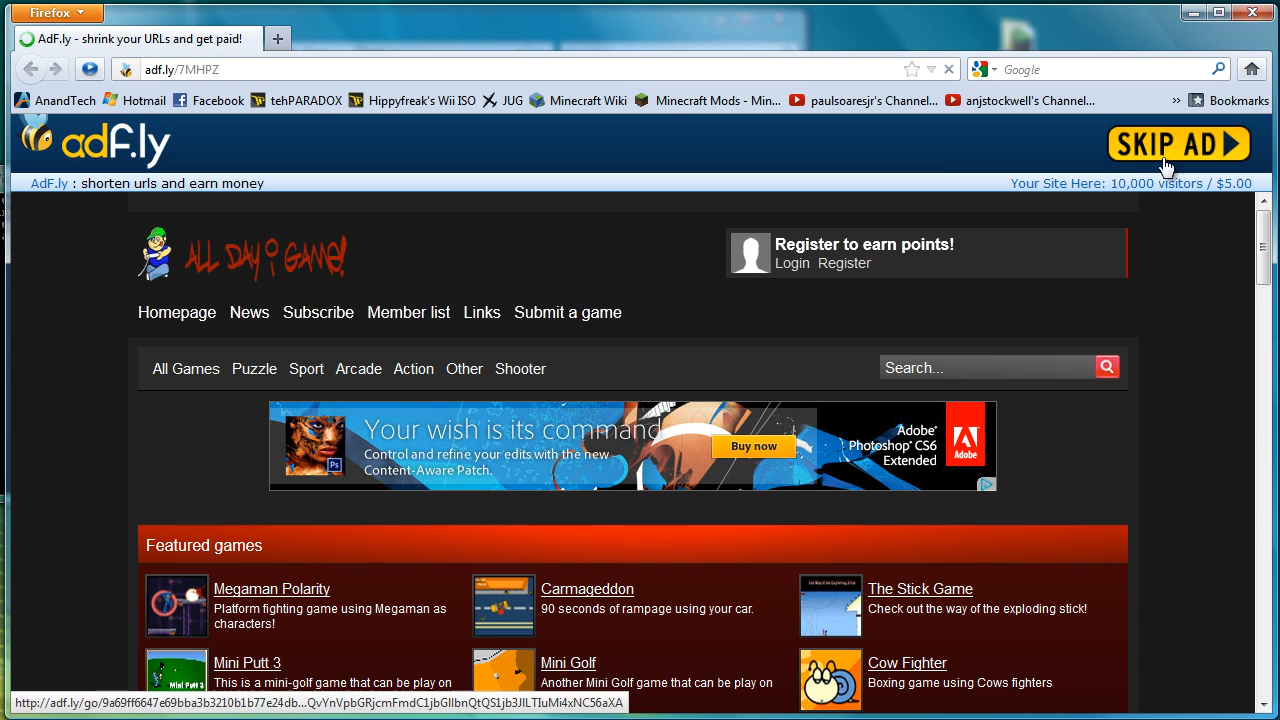 Firefox
AdF.ly - shrink your URLs and get paid!
adf.ly/7MHPZ
Google
AnandTech Hotmail Facebook tehPARADOX Hippyfreak's Wii ISO JUG Minecraft Wiki Minecraft Mods - Min... paulsoaresjr's Channel... anjstockwell's Channel... » Bookmarks
adf.ly
SKIP AD
AdF.ly : shorten urls and earn money
Your Site Here: 10,000 visitors / $5.00
ALL DAY i GAME!
Register to earn points!
Login Register
Homepage News Subscribe Member list Links Submit a game
All Games Puzzle Sport Arcade Action Other Shooter
Search...
Your wish is its command
Control and refine your edits with the new
Content-Aware Patch.
Ps
Buy now
Adobe®
Photoshop® CS6
Extended
Adobe
Featured games
Megaman Polarity
Platform fighting game using Megaman as
characters!
Carmageddon
90 seconds of rampage using your car.
The Stick Game
Check out the way of the exploding stick!
Mini Putt 3
Mini Putt 3
This is a mini-golf game that can be play on
Mini Golf
Another Mini Golf game that can be play on
Cow Fighter
Boxing game using Cows fighters